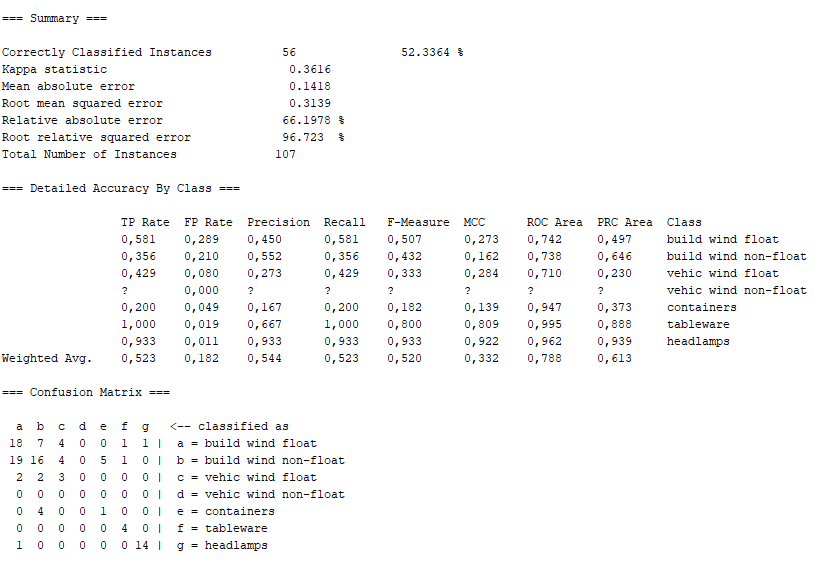 === Summary ===
Correctly Classified Instances 56 52.3364 %
Kappa statistic 0.3616
Mean absolute error 0.1418
Root mean squared error 0.3139
Relative absolute error 66.1978 %
Root relative squared error 96.723 %
Total Number of Instances 107
=== Detailed Accuracy By Class ===
TP Rate FP Rate Precision Recall F-Measure MCC ROC Area PRC Area Class
0,581 0,289 0,450 0,581 0,507 0,273 0,742 0,497 build wind float
0,356 0,210 0,552 0,356 0,432 0,162 0,738 0,646 build wind non-float
0,429 0,080 0,273 0,429 0,333 0,284 0,710 0,230 vehic wind float
? 0,000 ? ? ? ? ? ? vehic wind non-float
0,200 0,049 0,167 0,200 0,182 0,139 0,947 0,373 containers
1,000 0,019 0,667 1,000 0,800 0,809 0,995 0,888 tableware
0,933 0,011 0,933 0,933 0,933 0,922 0,962 0,939 headlamps
Weighted Avg. 0,523 0,182 0,544 0,523 0,520 0,332 0,788 0,613
=== Confusion Matrix ===
a b c d e f g <-- classified as
18 7 4 0 0 1 1 | a = build wind float
19 16 4 0 5 1 0 | b = build wind non-float
2 2 3 0 0 0 0 | c = vehic wind float
0 0 0 0 0 0 0 | d = vehic wind non-float
0 4 0 0 1 0 0 | e = containers
0 0 0 0 0 4 0 | f = tableware
1 0 0 0 0 0 14 | g = headlamps